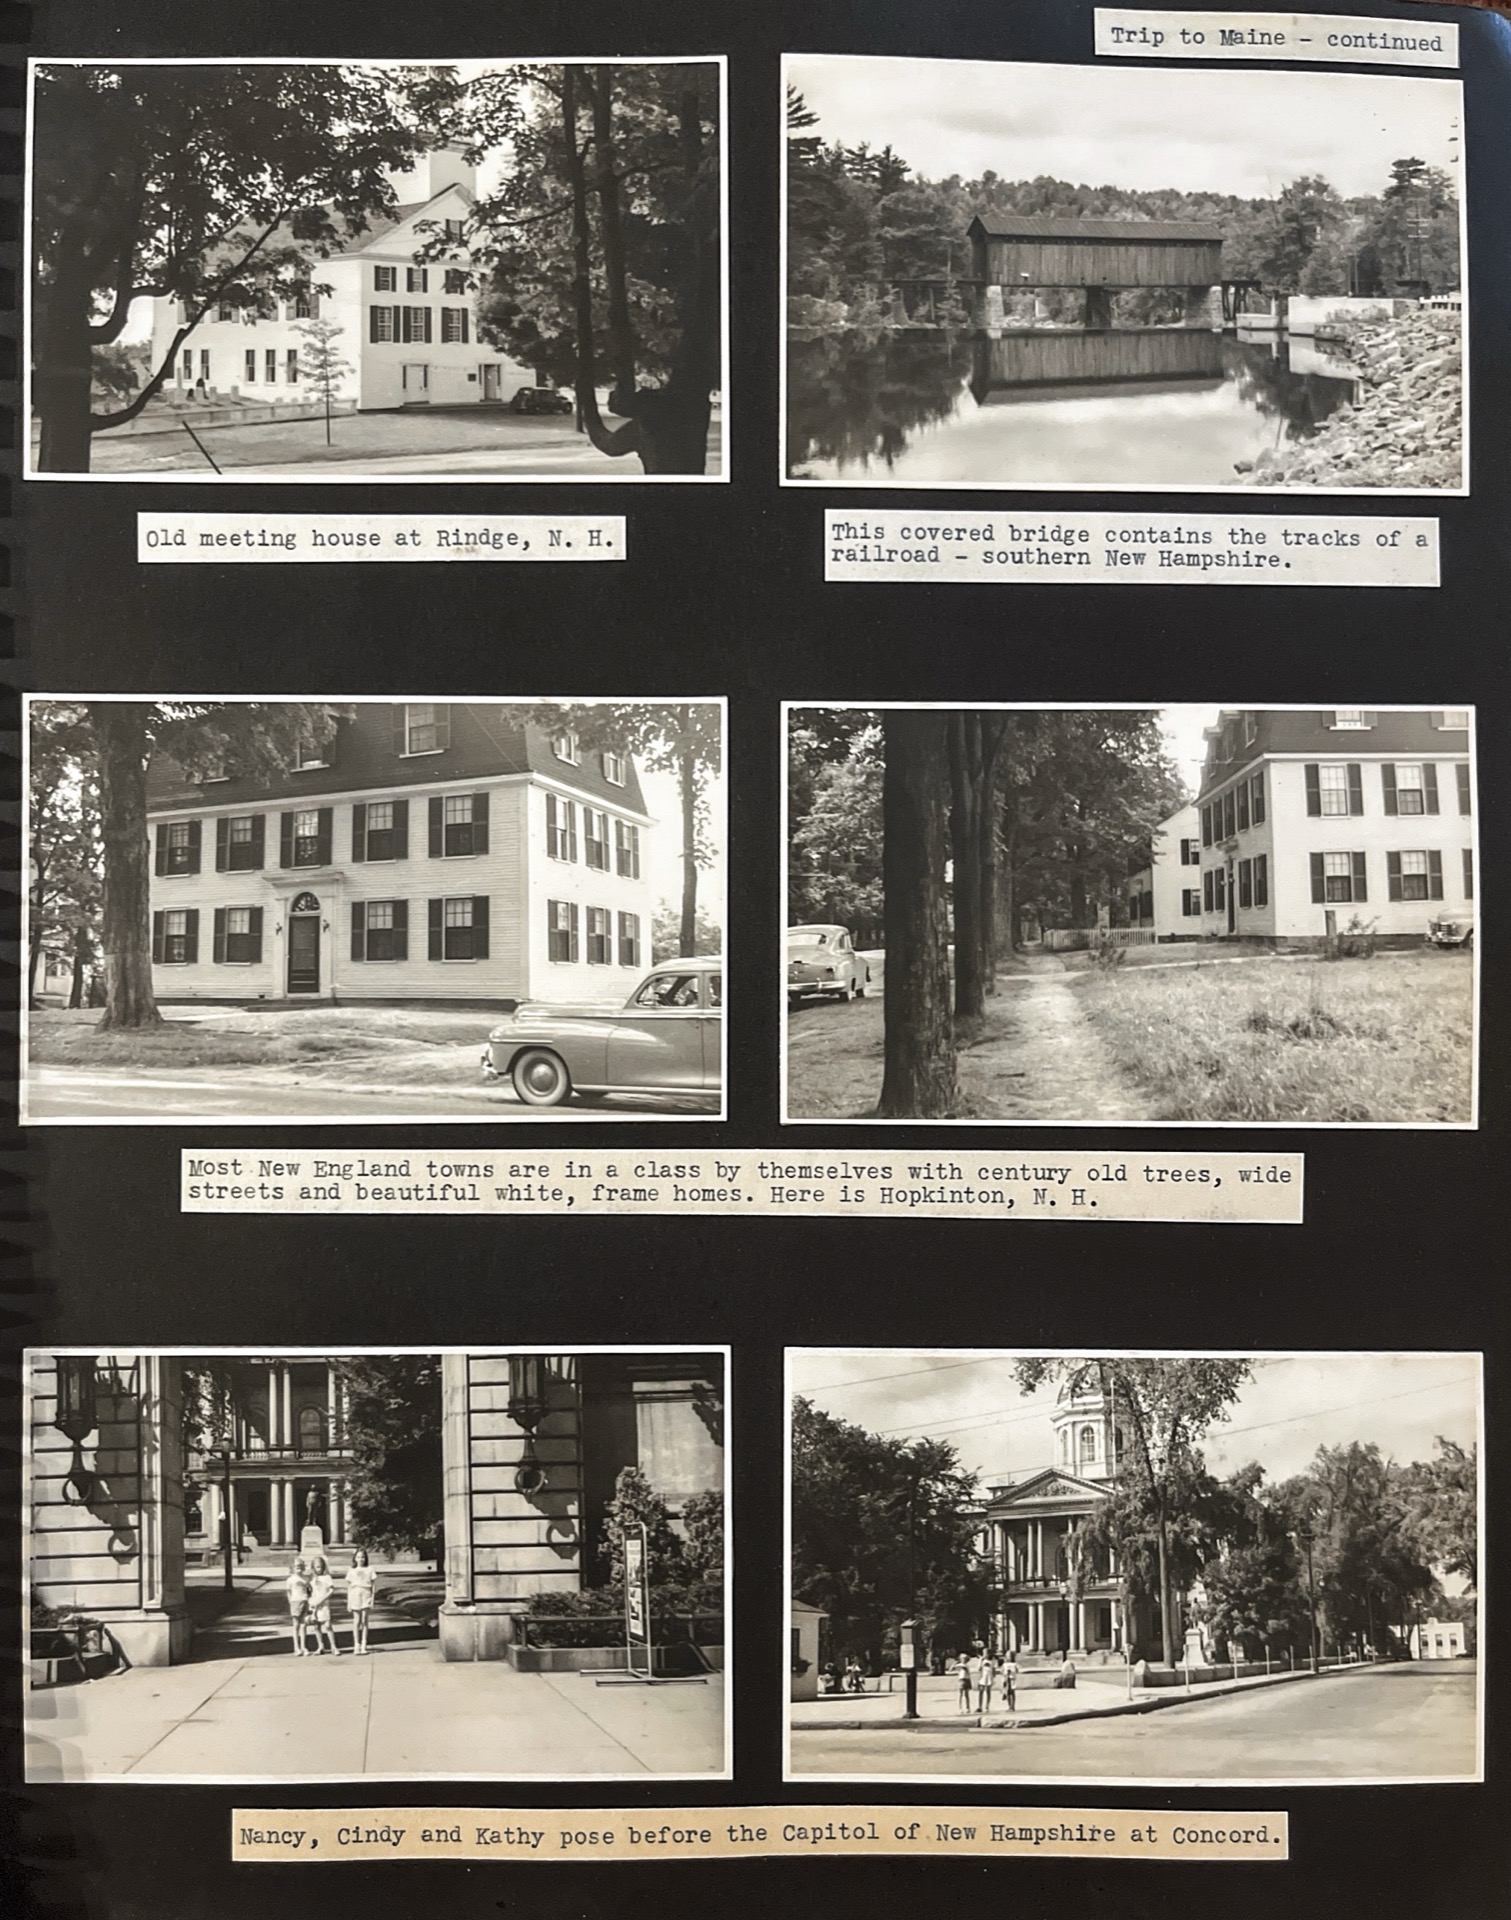 Trip to Maine - continued
Old meeting house at Rindge, N. H.
This covered bridge contains the tracks of a
railroad - southern New Hampshire.
Most New England towns are in a class by themselves with century old trees, wide
streets and beautiful white, frame homes. Here is Hopkinton, N. H.
Nancy, Cindy and Kathy pose before the Capitol of New Hampshire at Concord.